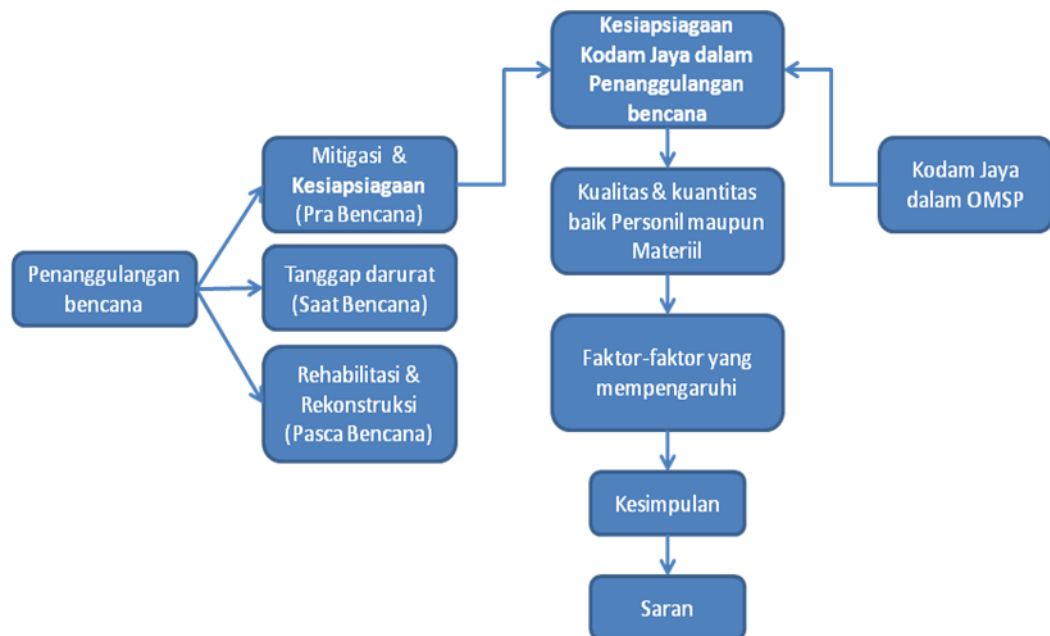 Kesiapsiagaan
Kodam Jaya dalam
Penanggulangan
bencana
Mitigasi &
Kesiapsiagaan
(Pra Bencana)
Kodam Jaya
dalam OMSP
Kualitas & kuantitas
baik Personil maupun
Materiil
Penanggulangan
bencana
Tanggap darurat
(Saat Bencana)
Faktor-faktor yang
mempengaruhi
Rehabilitasi &
Rekonstruksi
(Pasca Bencana)
Kesimpulan
Saran